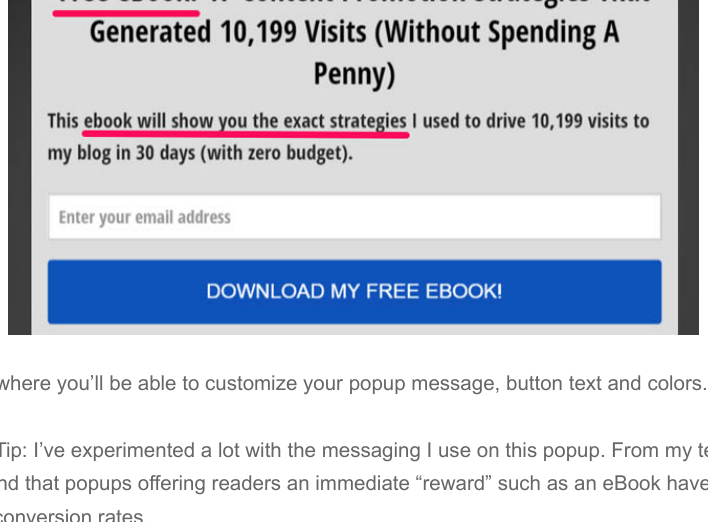 Generated 10,199 Visits (Without Spending A
Penny)
This ebook will show you the exact strategies I used to drive 10,199 visits to
my blog in 30 days (with zero budget).
Enter your email address
DOWNLOAD MY FREE EBOOK!
where you’ll be able to customize your popup message, button text and colors.
Tip: I’ve experimented a lot with the messaging I use on this popup. From my
that popups offering readers an immediate “reward” such as an eBook have
conversion rates